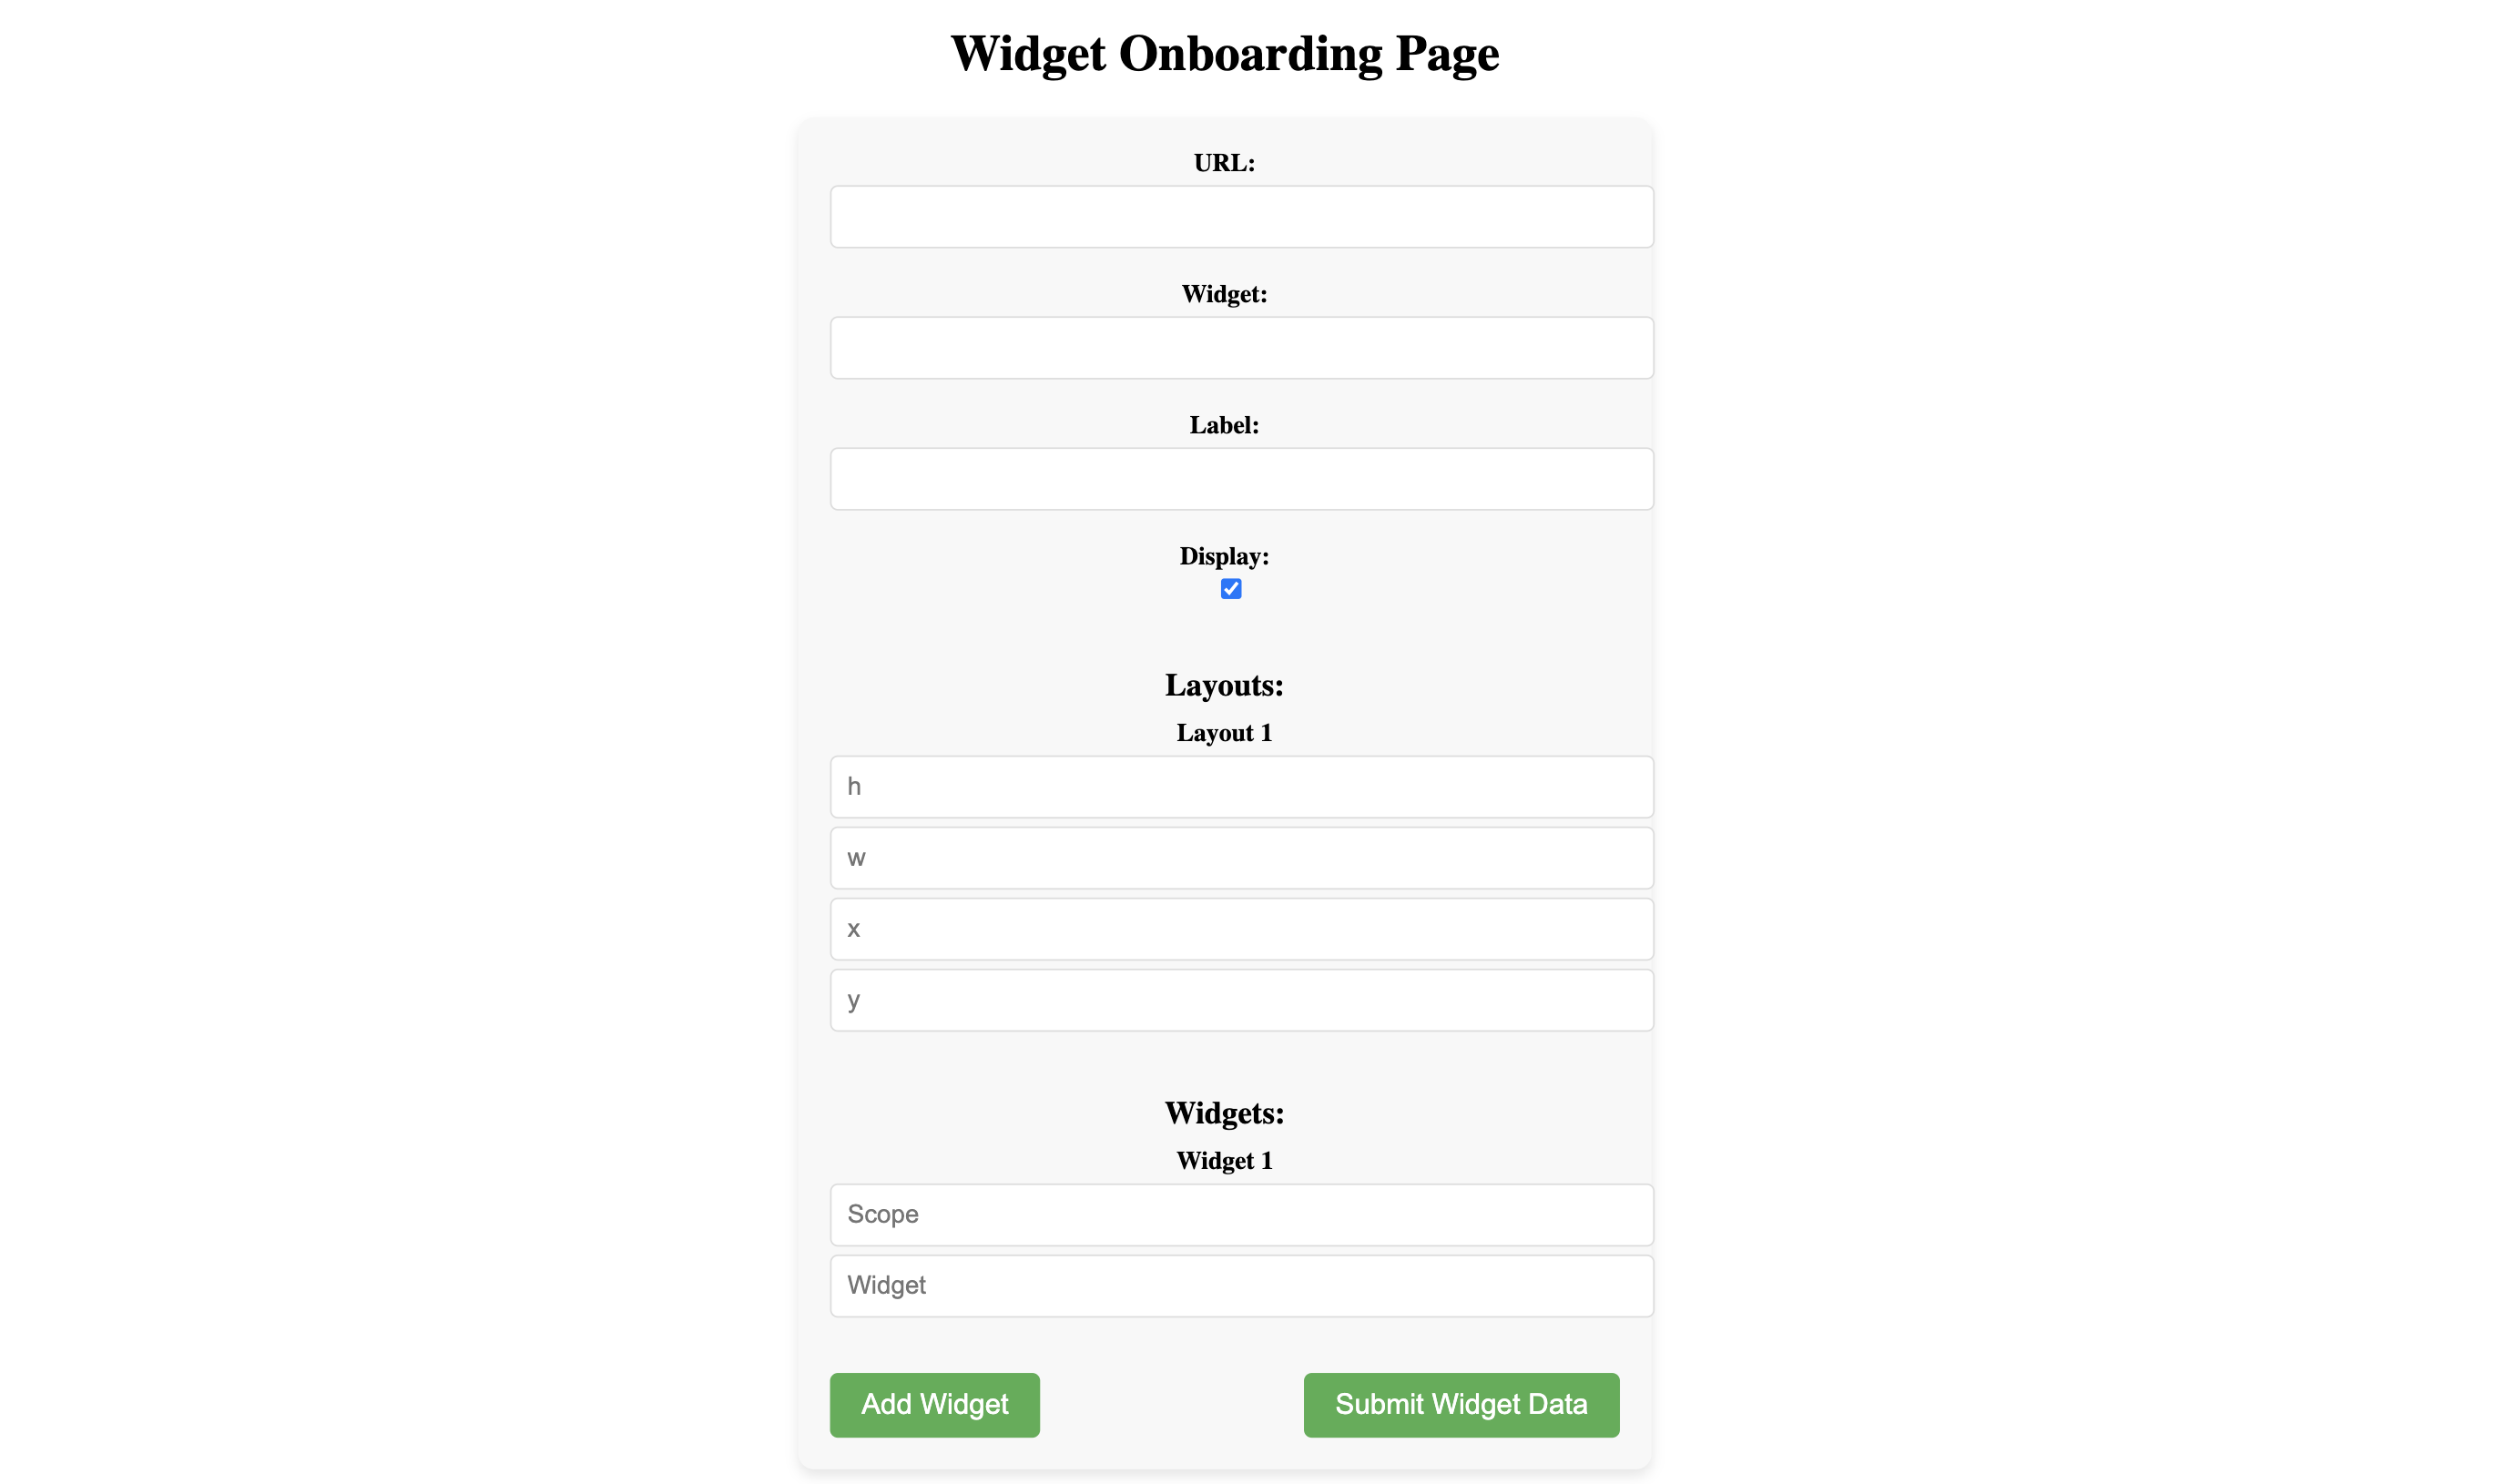 Widget Onboarding Page
URL:
Widget:
Label:
Display:
Layouts:
Layout 1
h
w
x
y
Widgets:
Widget 1
Scope
Widget
Add Widget
Submit Widget Data